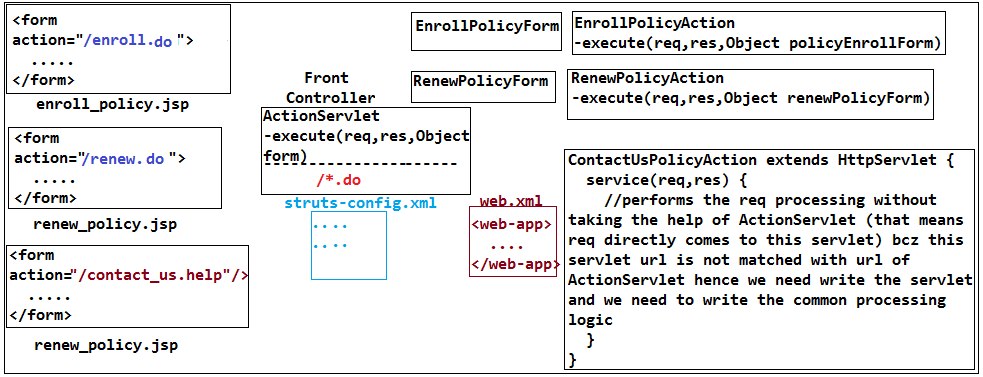 <form
action="/enroll.do ">
.....
</form>
enroll_policy.jsp
<form
action="/renew.do ">
.....
</form>
renew_policy.jsp
<form
action="/contact_us.help"/>
.....
</form>
renew_policy.jsp
Front
Controller
ActionServlet
-execute(req,res,Object
form)
/*.do
struts-config.xml
....
....
web.xml
<web-app>
....
</web-app>
EnrollPolicyForm
RenewPolicyForm
EnrollPolicyAction
-execute(req,res,Object policyEnrollForm)
RenewPolicyAction
-execute(req,res,Object renewPolicyForm)
ContactUsPolicyAction extends HttpServlet {
service(req,res) {
//performs the req processing without
taking the help of ActionServlet (that means
req directly comes to this servlet) bcz this
servlet url is not matched with url of
ActionServlet hence we need write the servlet
and we need to write the common processing
logic
}
}